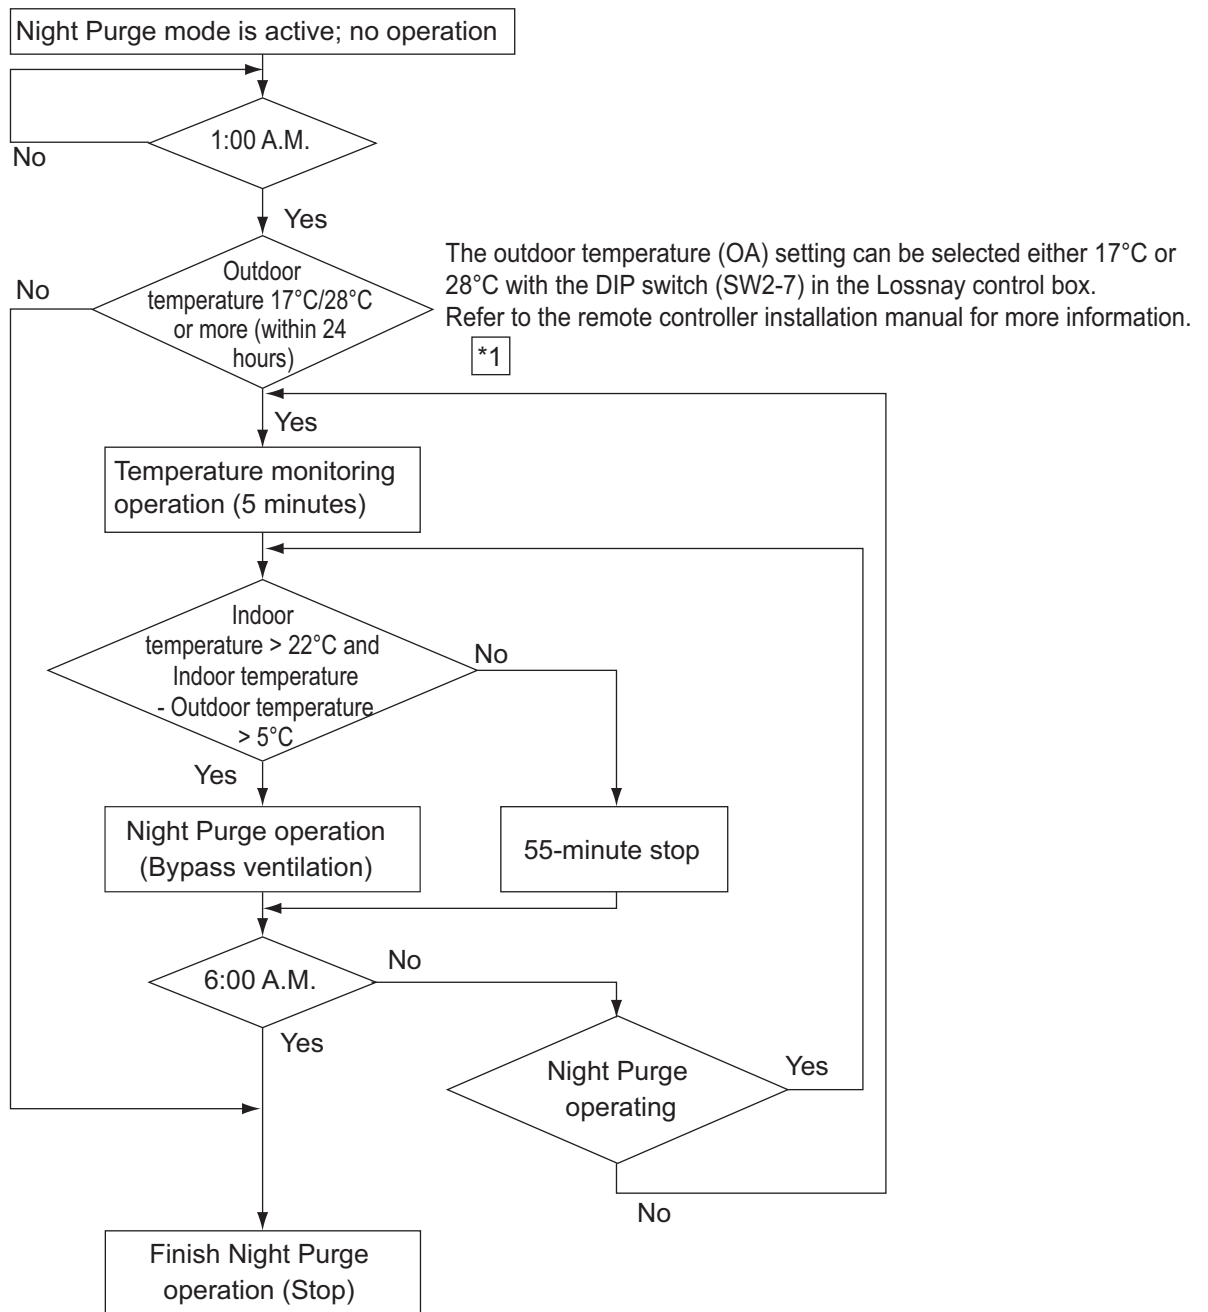 Night Purge mode is active; no operation
1:00 A.M.
No
Yes
Outdoor
temperature 17°C/28°C
or more (within 24
hours)
No
The outdoor temperature (OA) setting can be selected either 17°C or
28°C with the DIP switch (SW2-7) in the Lossnay control box.
Refer to the remote controller installation manual for more information.
*1
Yes
Temperature monitoring
operation (5 minutes)
Indoor
temperature > 22°C and
Indoor temperature
- Outdoor temperature
> 5°C
No
Yes
Night Purge operation
(Bypass ventilation)
55-minute stop
6:00 A.M.
No
Yes
Night Purge
operating
Yes
No
Finish Night Purge
operation (Stop)